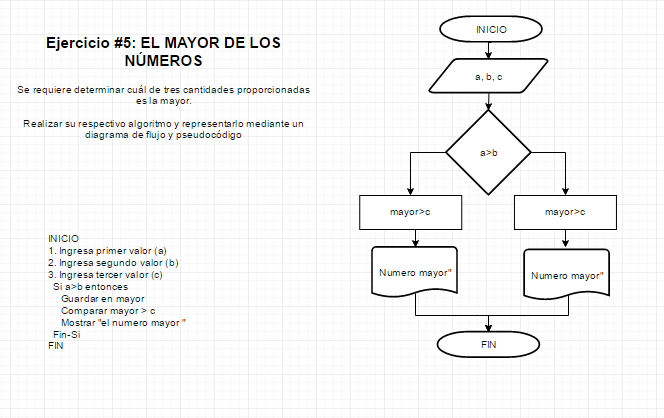 Ejercicio #5: EL MAYOR DE LOS
NÚMEROS
Se requiere determinar cuál de tres cantidades proporcionadas
es la mayor.
Realizar su respectivo algoritmo y representarlo mediante un
diagrama de flujo y pseudocódigo
INICIO
1. Ingresa primer valor (a)
2. Ingresa segundo valor (b)
3. Ingresa tercer valor (c)
Si a>b entonces
Guardar en mayor
Comparar mayor > c
Mostrar "el numero mayor "
Fin-Si
FIN
INICIO
a, b, c
a>b
mayor>c
mayor>c
Numero mayor"
Numero mayor"
FIN